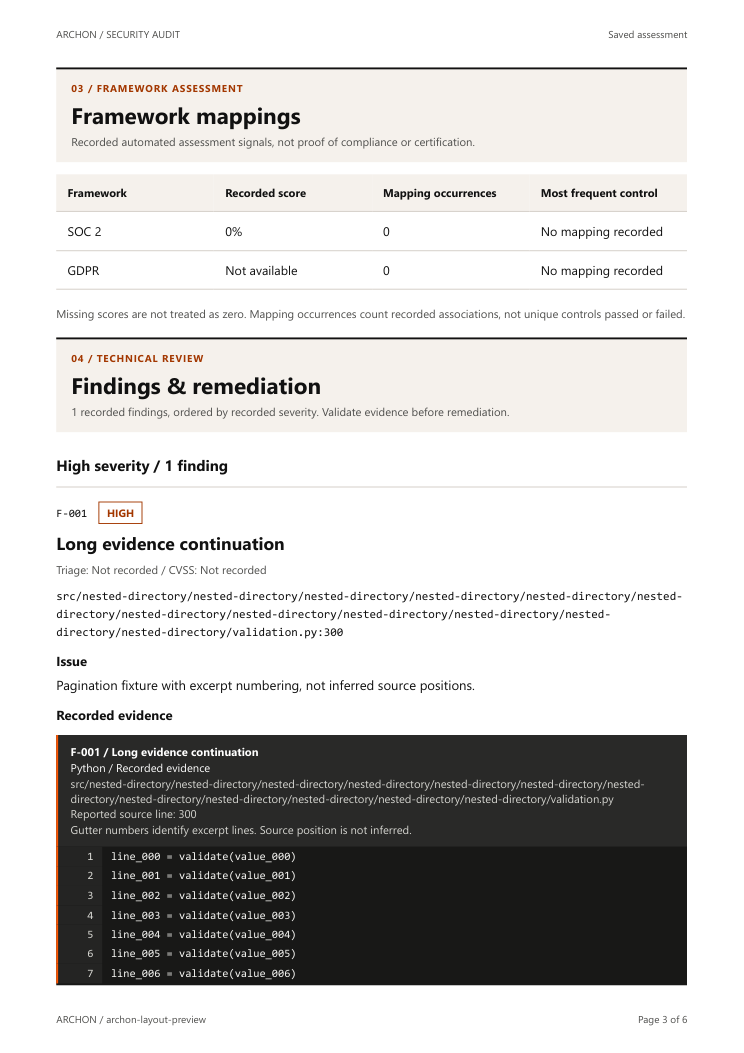 ARCHON / SECURITY AUDIT Saved assessment
03 / FRAMEWORK ASSESSMENT
Framework mappings
Recorded automated assessment signals, not proof of compliance or certification.
Framework Recorded score Mapping occurrences Most frequent control
SOC 2 0% 0 No mapping recorded
GDPR Not available 0 No mapping recorded
Missing scores are not treated as zero. Mapping occurrences count recorded associations, not unique controls passed or failed.
04 / TECHNICAL REVIEW
Findings & remediation
1 recorded findings, ordered by recorded severity. Validate evidence before remediation.
High severity / 1 finding
F-001 HIGH
Long evidence continuation
Triage: Not recorded / CVSS: Not recorded
src/nested-directory/nested-directory/nested-directory/nested-directory/nested-directory/nested-
directory/nested-directory/nested-directory/nested-directory/nested-directory/nested-
directory/nested-directory/validation.py:300
Issue
Pagination fixture with excerpt numbering, not inferred source positions.
Recorded evidence
F-001 / Long evidence continuation
Python / Recorded evidence
src/nested-directory/nested-directory/nested-directory/nested-directory/nested-directory/nested-directory/nested-
directory/nested-directory/nested-directory/nested-directory/nested-directory/nested-directory/validation.py
Reported source line: 300
Gutter numbers identify excerpt lines. Source position is not inferred.
1 line_000 = validate(value_000)
2 line_001 = validate(value_001)
3 line_002 = validate(value_002)
4 line_003 = validate(value_003)
5 line_004 = validate(value_004)
6 line_005 = validate(value_005)
7 line_006 = validate(value_006)
ARCHON / archon-layout-preview Page 3 of 6